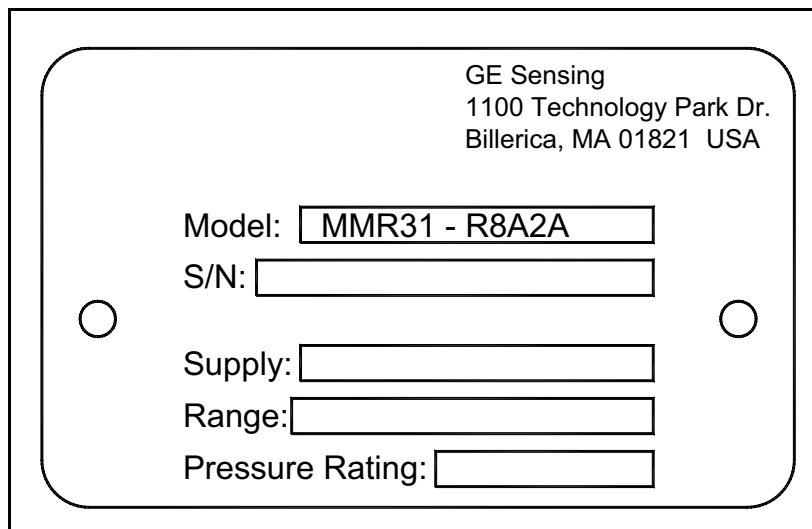 GE Sensing
1100 Technology Park Dr.
Billerica, MA 01821 USA
Model: MMR31 - R8A2A
S/N:
Supply:
Range:
Pressure Rating: